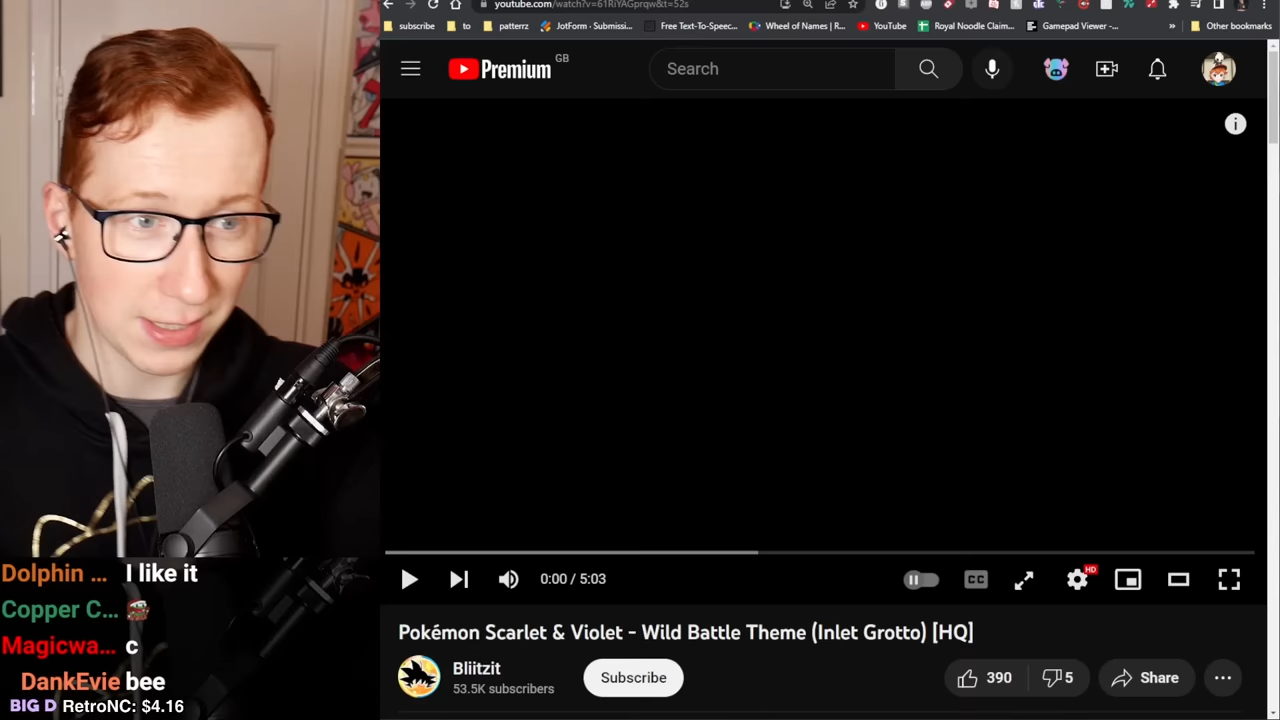 youtube.com/watch?v=61RiYAGprqw&t=52s
subscribe to patterrz JotForm · Submissi... Free Text-To-Speec... Wheel of Names | R... YouTube Royal Noodle Claim... Gamepad Viewer -... » Other bookmarks
Premium GB
Search
0:00 / 5:03
CC
HD
Pokémon Scarlet & Violet - Wild Battle Theme (Inlet Grotto) [HQ]
Bliitzit
53.5K subscribers
Subscribe
390
5
Share
Dolphin ... I like it
Copper C...
Magicwa... c
DankEvie bee
BIG D RetroNC: $4.16